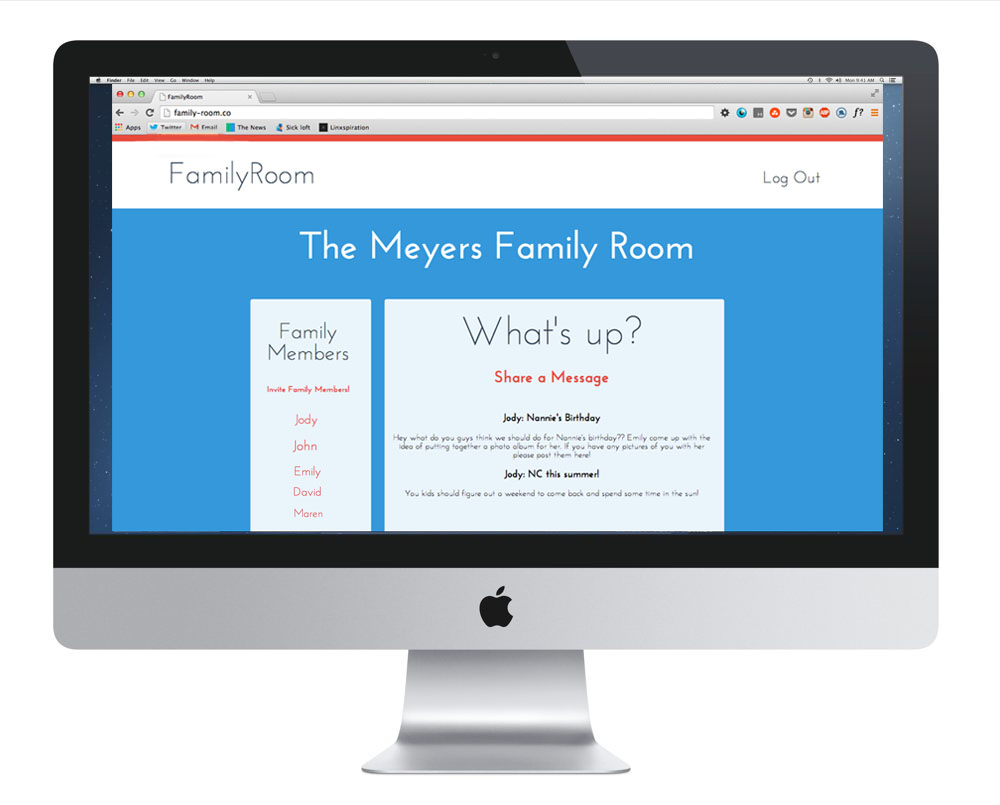 Finder File Edit View Go Window Help
Mon 9:41 AM
FamilyRoom
family-room.co
f?
Apps Twitter Email The News Sick loft Linxspiration
FamilyRoom
Log Out
The Meyers Family Room
Family
Members
Invite Family Members!
Jody
John
Emily
David
Maren
What's up?
Share a Message
Jody: Nannie's Birthday
Hey what do you guys think we should do for Nannie's birthday?? Emily came up with the
idea of putting together a photo album for her. If you have any pictures of you with her
please post them here!
Jody: NC this summer!
You kids should figure out a weekend to come back and spend some time in the sun!